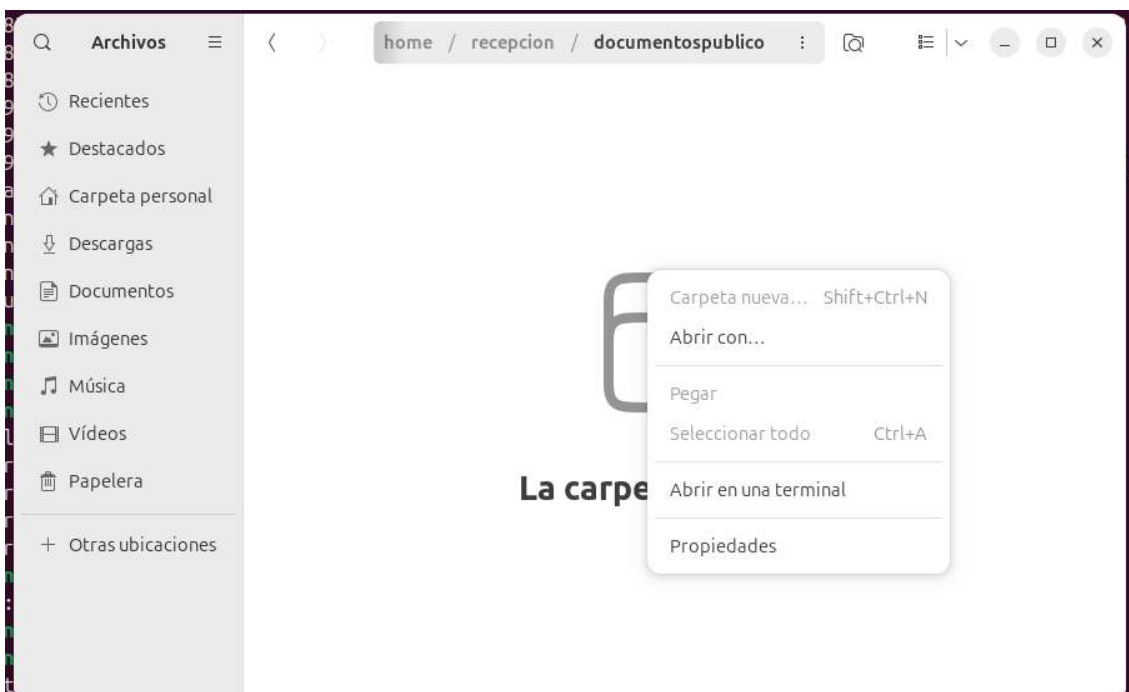 Archivos
home / recepcion / documentospublico
Recientes
Destacados
Carpeta personal
Descargas
Documentos
Imágenes
Música
Vídeos
Papelera
+ Otras ubicaciones
La carpe
Carpeta nueva... Shift+Ctrl+N
Abrir con...
Pegar
Seleccionar todo Ctrl+A
Abrir en una terminal
Propiedades